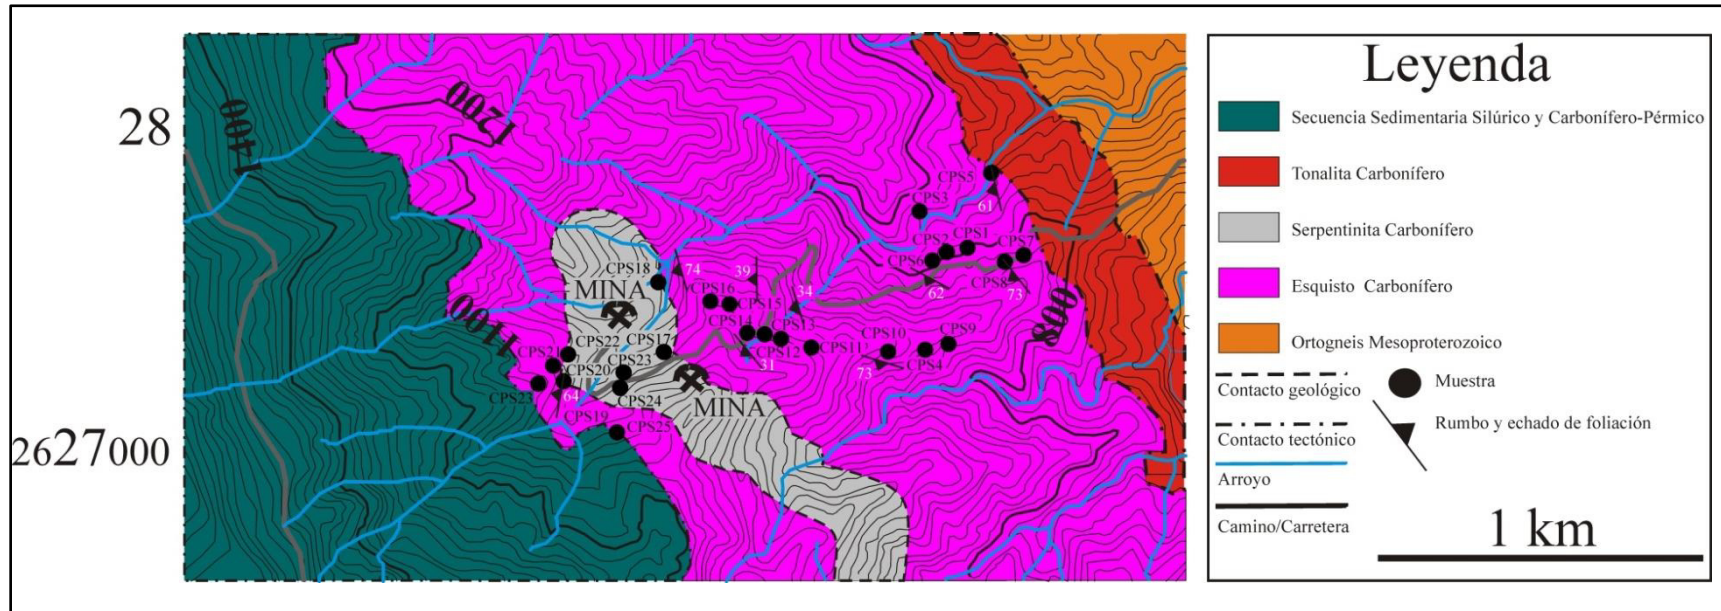 28
2627000
1400
1200
1100
800
CPS5
CPS3
61
CPS2
CPS1
CPS7
CPS6
CPS8
62
73
CPS18
74
39
MINA
CPS16
CPS15
34
CPS14
CPS13
CPS10
CPS9
CPS17
CPS12
CPS11
CPS4
31
73
CPS22
CPS21
CPS23
CPS20
CPS23
64
CPS24
MINA
CPS19
CPS25
Leyenda
Secuencia Sedimentaria Silúrico y Carbonífero-Pérmico
Tonalita Carbonífero
Serpentinita Carbonífero
Esquisto Carbonífero
Ortogneis Mesoproterozoico
Contacto geológico
Muestra
Contacto tectónico
Rumbo y echado de foliación
Arroyo
Camino/Carretera
1 km